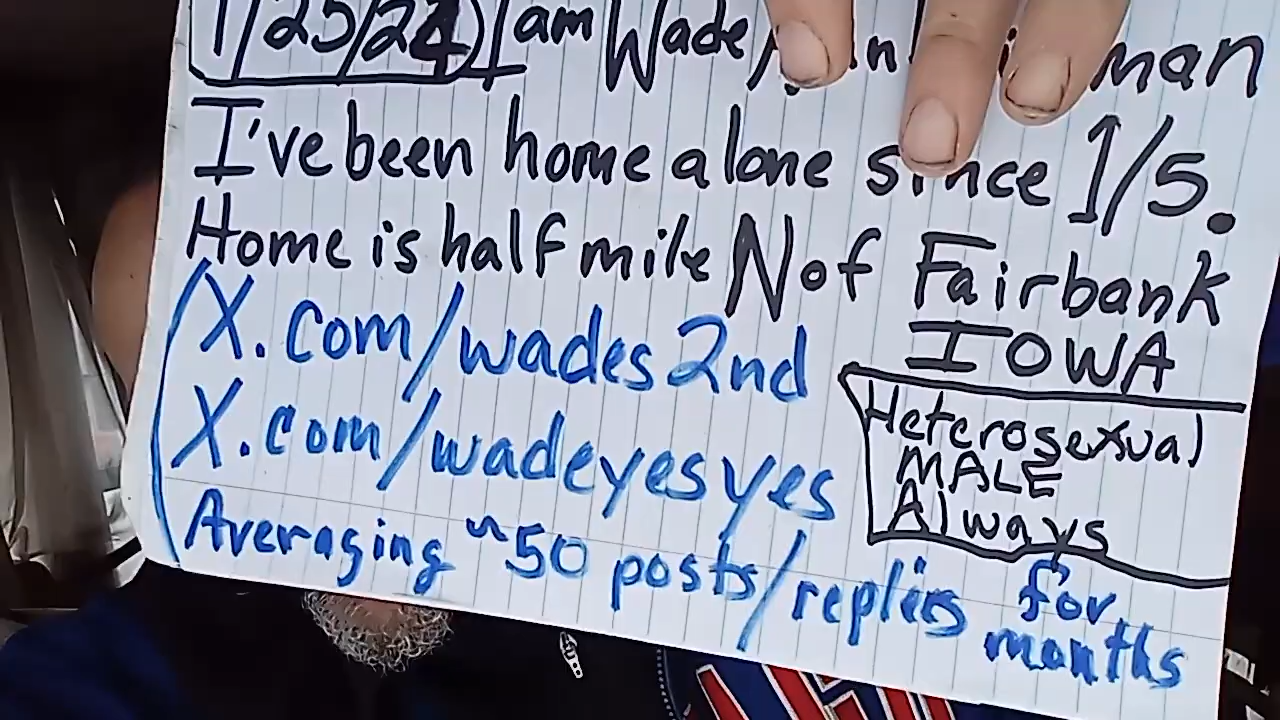 1/25/24) I am Wade, man
I've been home alone since 1/5.
Home is half mile N of Fairbank
IOWA
X.com/wades2nd
X.com/wadeyesyes
Heterosexual
MALE
Always
Averaging ~50 posts/replies for
months